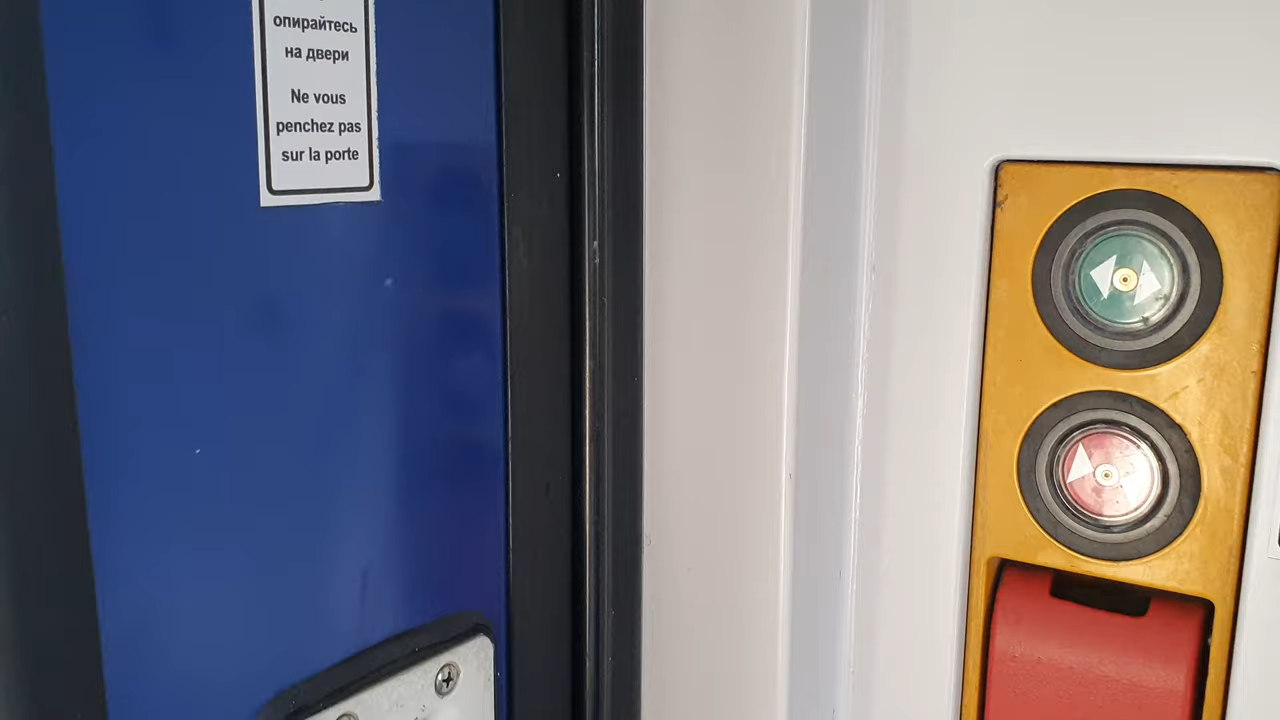 опирайтесь
на двери
Ne vous
penchez pas
sur la porte